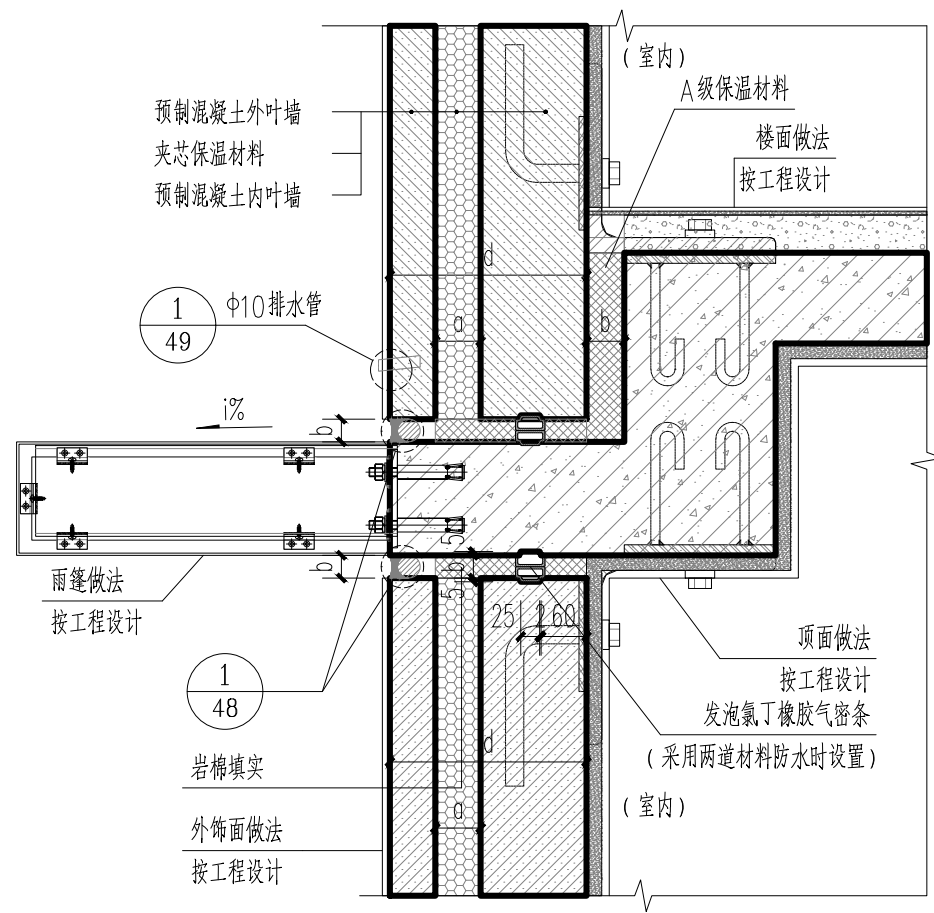 （室内）
A级保温材料
预制混凝土外叶墙
夹芯保温材料
预制混凝土内叶墙
楼面做法
按工程设计
d
1
49
Φ10排水管
a
b
i%
b
5
b
b
5
雨篷做法
按工程设计
25
260
顶面做法
按工程设计
1
48
发泡氯丁橡胶气密条
（采用两道材料防水时设置）
d
岩棉填实
（室内）
a
外饰面做法
按工程设计